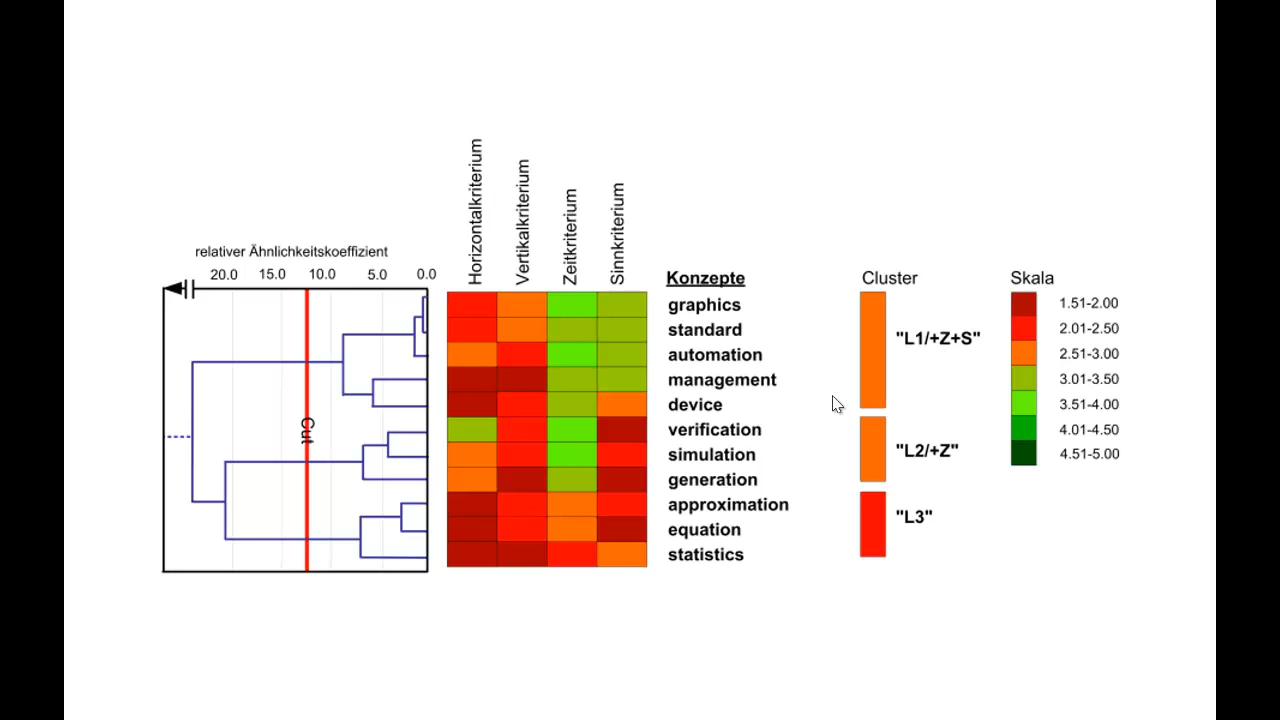 Horizontalkriterium
Vertikalkriterium
Zeitkriterium
Sinnkriterium
relativer Ähnlichkeitskoeffizient
20.0 15.0 10.0 5.0 0.0
Cut
Konzepte
graphics
standard
automation
management
device
verification
simulation
generation
approximation
equation
statistics
Cluster
"L1/+Z+S"
"L2/+Z"
"L3"
Skala
1.51-2.00
2.01-2.50
2.51-3.00
3.01-3.50
3.51-4.00
4.01-4.50
4.51-5.00